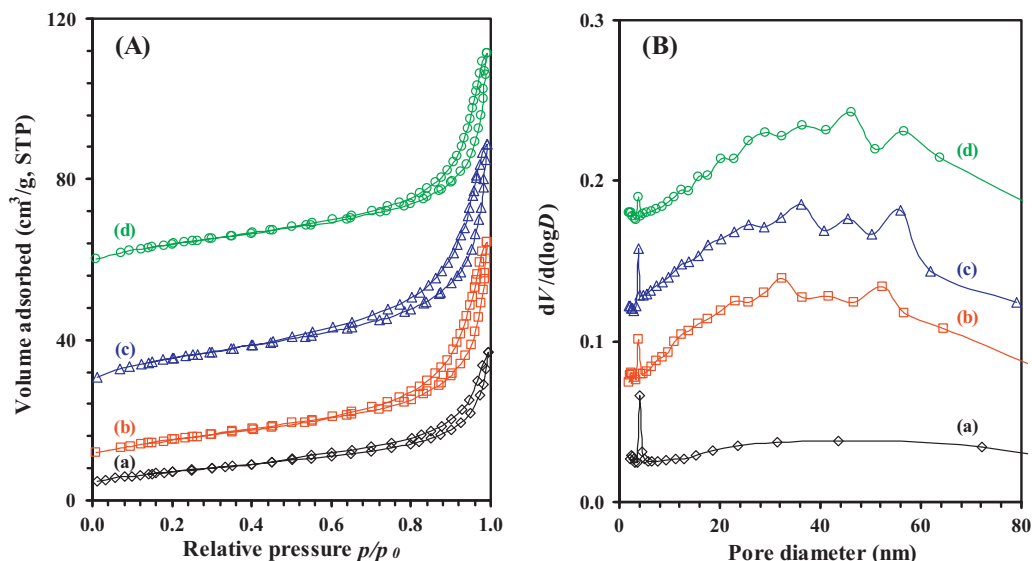 (A)
Volume adsorbed (cm³/g, STP)
120
80
40
0
(d)
(c)
(b)
(a)
0.0 0.2 0.4 0.6 0.8 1.0
Relative pressure p/p₀
(B)
dV/d(logD)
0.3
0.2
0.1
0.0
(d)
(c)
(b)
(a)
0 20 40 60 80
Pore diameter (nm)